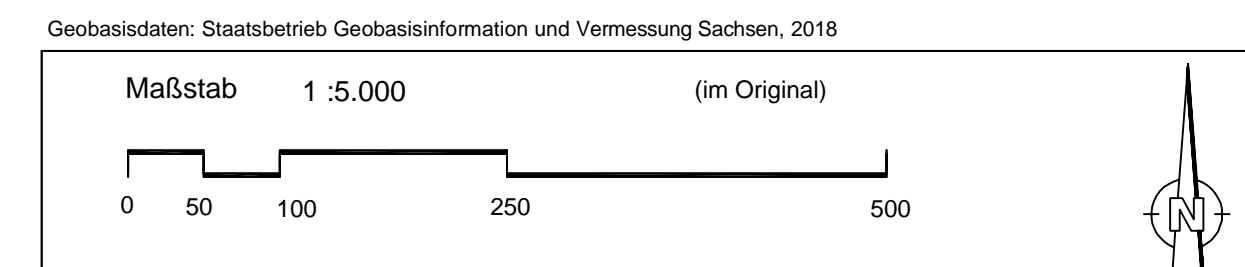 Geobasisdaten: Staatsbetrieb Geobasisinformation und Vermessung Sachsen, 2018
Maßstab 1 :5.000 (im Original)
0 50 100 250 500
N